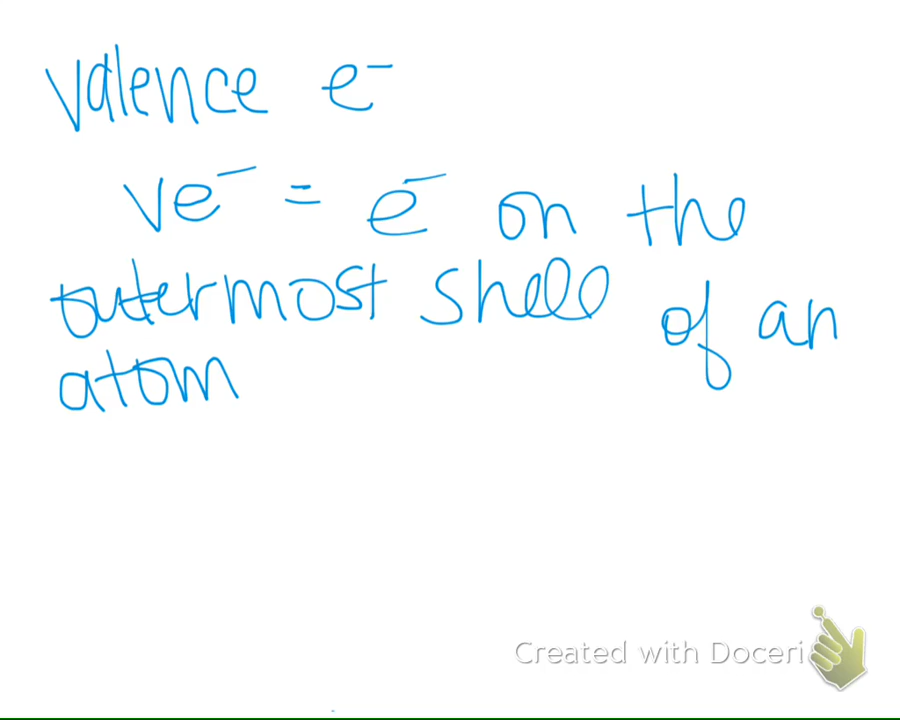 valence e⁻
ve⁻ = e⁻ on the
outermost shell of an
atom
Created with Doceri